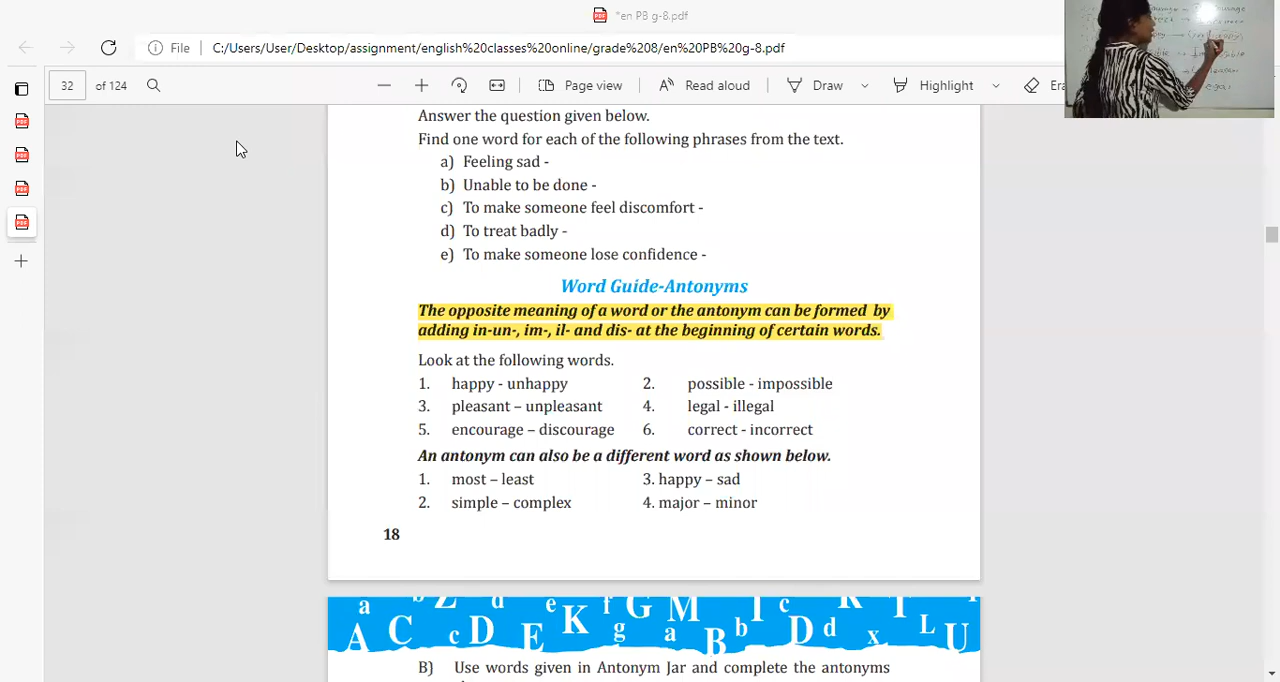 *en PB g-8.pdf
File
C:/Users/User/Desktop/assignment/english%20classes%20online/grade%208/en%20PB%20g-8.pdf
32 of 124
Page view
Read aloud
Draw
Highlight
Era
Answer the question given below.
Find one word for each of the following phrases from the text.
a) Feeling sad -
b) Unable to be done -
c) To make someone feel discomfort -
d) To treat badly -
e) To make someone lose confidence -
Word Guide-Antonyms
The opposite meaning of a word or the antonym can be formed by
adding in-un-, im-, il- and dis- at the beginning of certain words.
Look at the following words.
1. happy - unhappy 2. possible - impossible
3. pleasant – unpleasant 4. legal - illegal
5. encourage – discourage 6. correct - incorrect
An antonym can also be a different word as shown below.
1. most – least 3. happy – sad
2. simple – complex 4. major – minor
18
B) Use words given in Antonym Jar and complete the antonyms